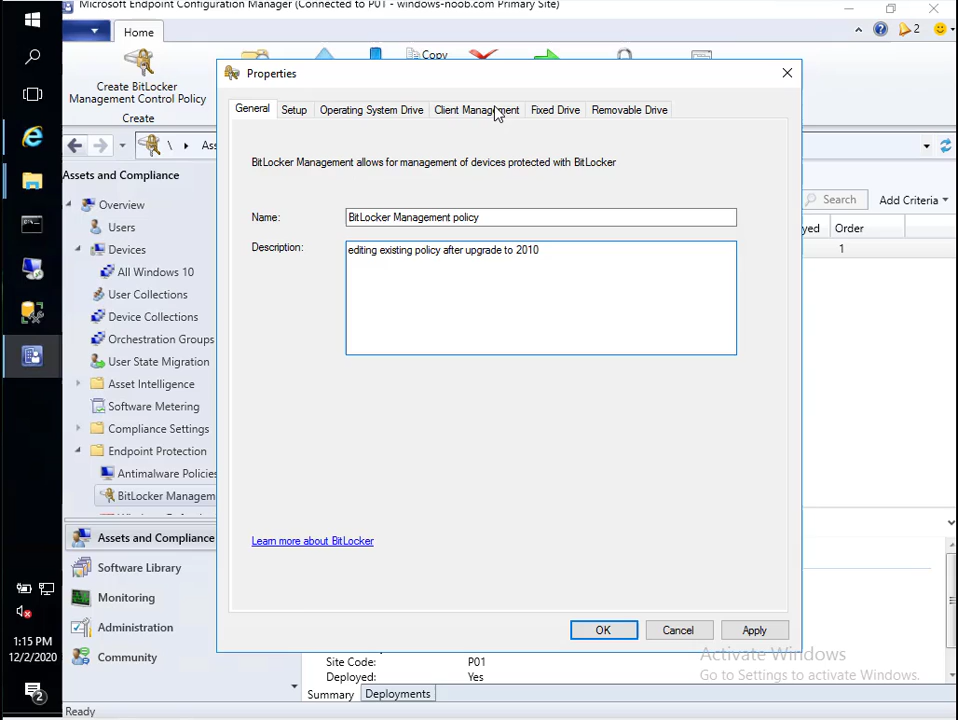 Microsoft Endpoint Configuration Manager (Connected to P01 - windows-noob.com Primary Site)
Home
2
Copy
Create BitLocker
Management Control Policy
Create
Properties
General
Setup
Operating System Drive
Client Management
Fixed Drive
Removable Drive
\
Ass
Assets and Compliance
BitLocker Management allows for management of devices protected with BitLocker
Search
Add Criteria
Overview
Name:
BitLocker Management policy
Users
yed
Order
Description:
editing existing policy after upgrade to 2010
Devices
1
All Windows 10
User Collections
Device Collections
Orchestration Groups
User State Migration
Asset Intelligence
Software Metering
Compliance Settings
Endpoint Protection
Antimalware Policies
BitLocker Managem
Assets and Compliance
Learn more about BitLocker
Software Library
Monitoring
Administration
OK
Cancel
Apply
1:15 PM
12/2/2020
Community
Activate Windows
Go to Settings to activate Windows.
Site Code:
P01
Deployed:
Yes
2
Summary
Deployments
Ready